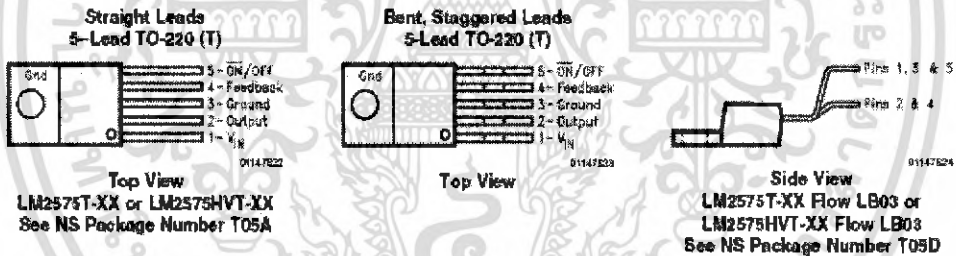 Straight Leads
5-Lead TO-220 (T)
Gnd
5- ON/OFF
4- Feedback
3- Ground
2- Output
1- VIN
01147522
Top View
LM2575T-XX or LM2575HVT-XX
See NS Package Number T05A
Bent, Staggered Leads
5-Lead TO-220 (T)
Gnd
5- ON/OFF
4- Feedback
3- Ground
2- Output
1- VIN
01147523
Top View
Pins 1, 3 & 5
Pins 2 & 4
01147524
Side View
LM2575T-XX Flow LB03 or
LM2575HVT-XX Flow LB03
See NS Package Number T05D